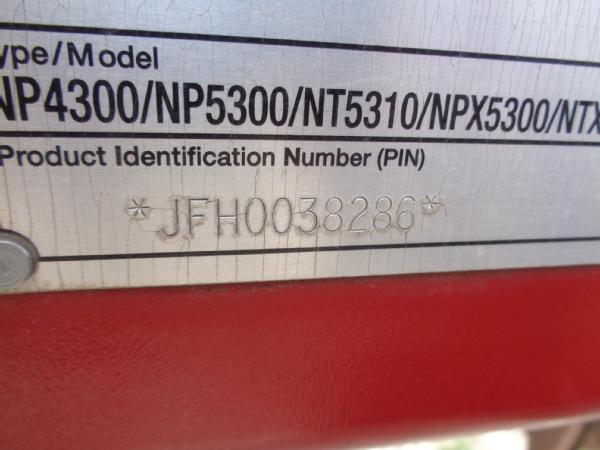 ype/Model
NP4300/NP5300/NT5310/NPX5300/NTX
Product Identification Number (PIN)
*JFH0038286*